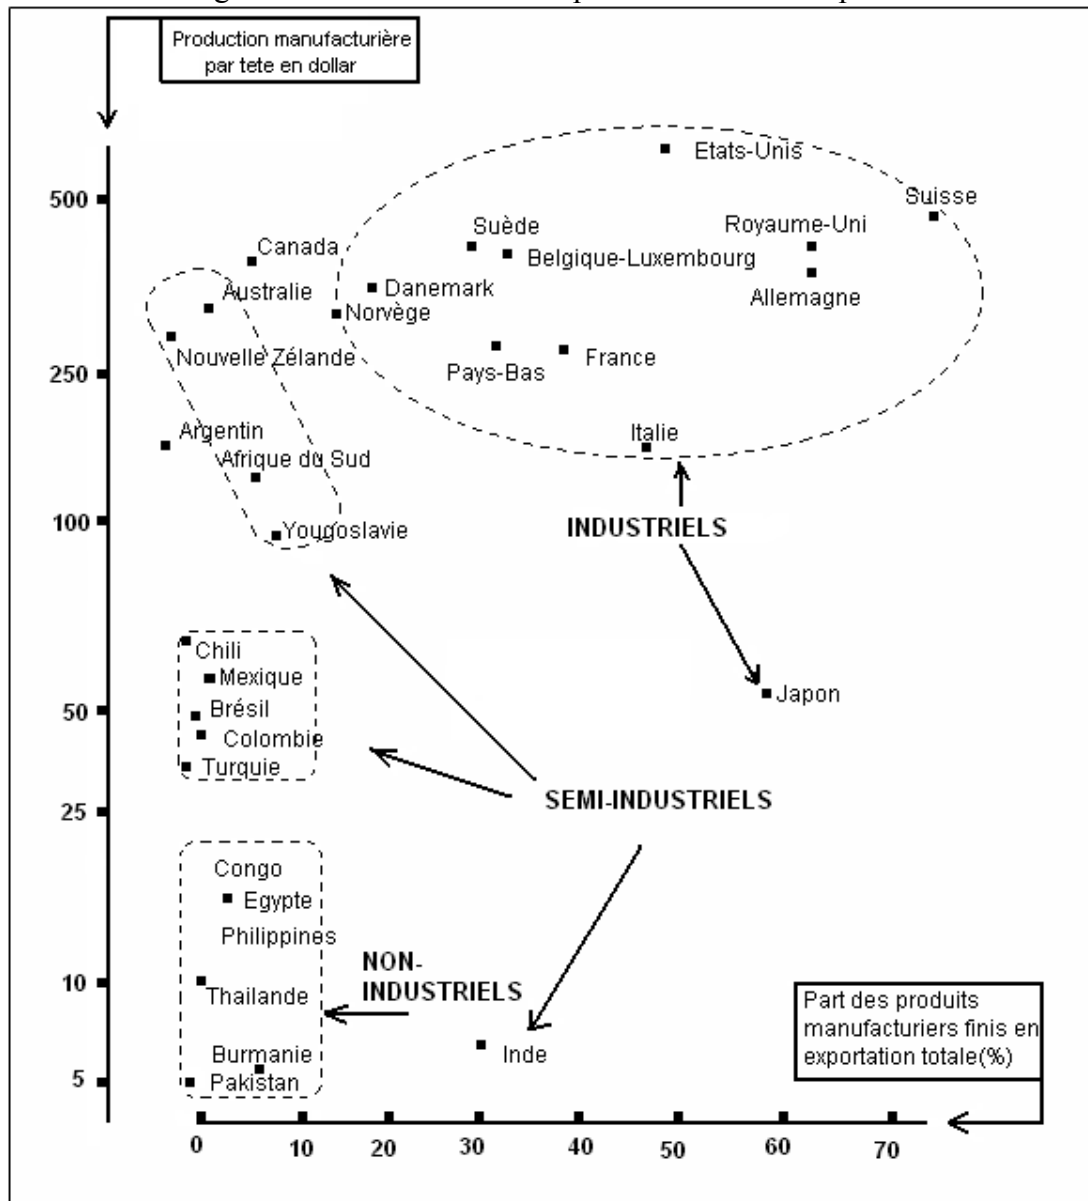 Production manufacturière
par tete en dollar
Etats-Unis
500
Suisse
Suède
Royaume-Uni
Canada
Belgique-Luxembourg
Australie
Danemark
Allemagne
Norvège
Nouvelle Zélande
Pays-Bas
France
250
Argentin
Italie
Afrique du Sud
100
Yougoslavie
INDUSTRIELS
Chili
Mexique
Japon
50
Brésil
Colombie
Turquie
25
SEMI-INDUSTRIELS
Congo
Egypte
Philippines
NON-
INDUSTRIELS
10
Thailande
Part des produits
manufacturiers finis en
exportation totale(%)
Burmanie
Inde
5
Pakistan
0 10 20 30 40 50 60 70